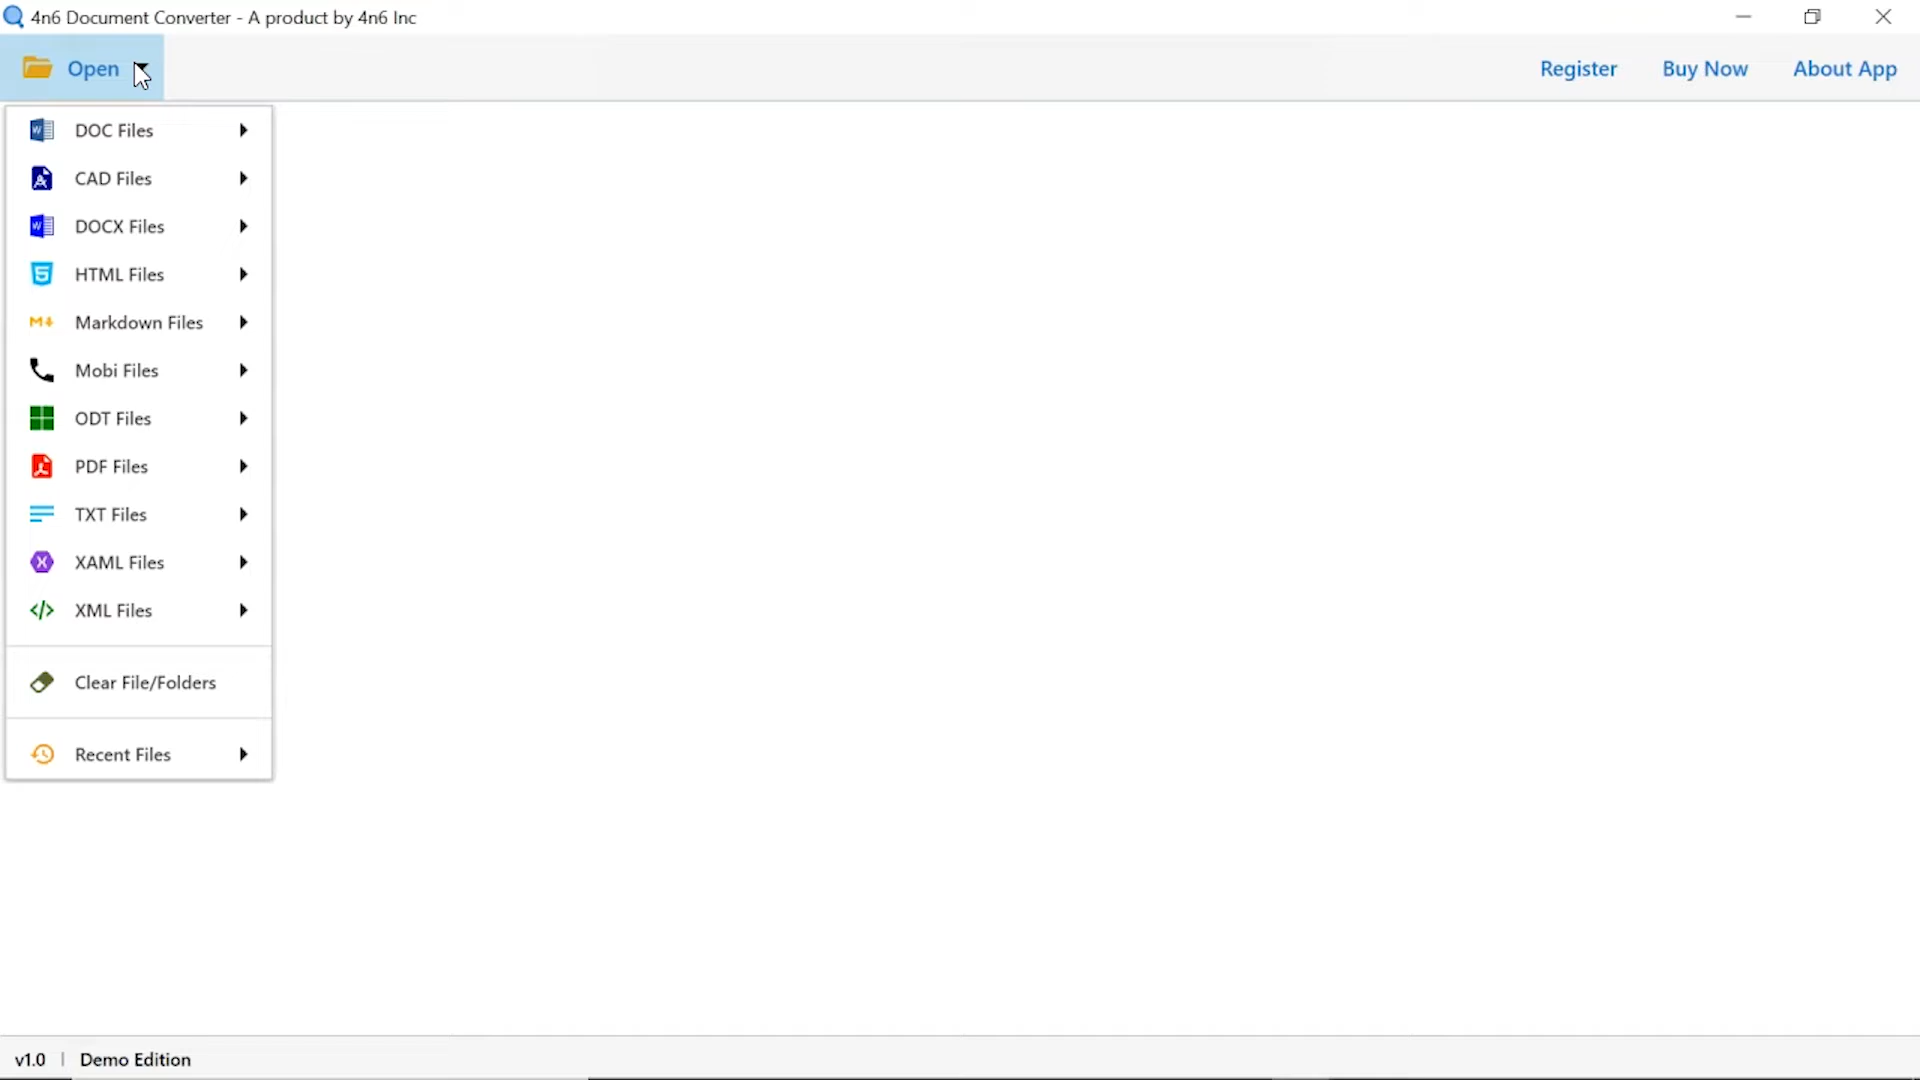 4n6 Document Converter - A product by 4n6 Inc
Open
Register
Buy Now
About App
DOC Files
CAD Files
DOCX Files
HTML Files
Markdown Files
Mobi Files
ODT Files
PDF Files
TXT Files
XAML Files
XML Files
Clear File/Folders
Recent Files
v1.0 | Demo Edition